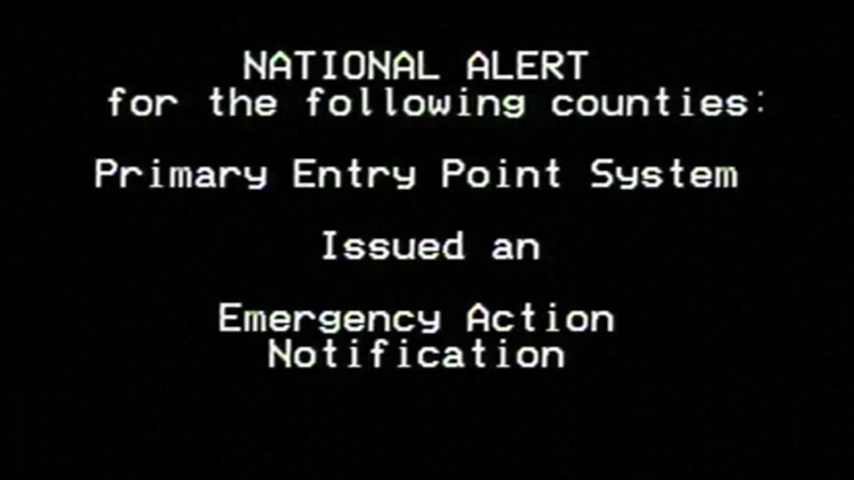 NATIONAL ALERT
for the following counties:
Primary Entry Point System
Issued an
Emergency Action
Notification